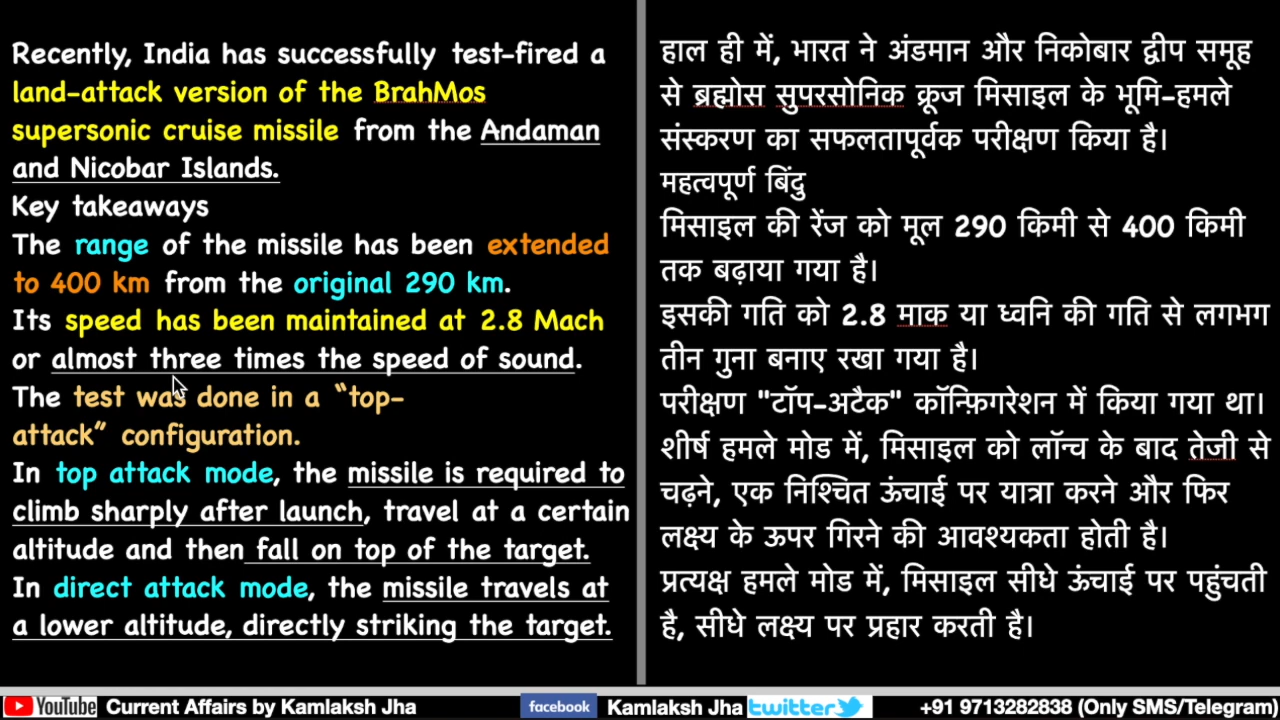 Recently, India has successfully test-fired a
land-attack version of the BrahMos
supersonic cruise missile from the Andaman
and Nicobar Islands.
Key takeaways
The range of the missile has been extended
to 400 km from the original 290 km.
Its speed has been maintained at 2.8 Mach
or almost three times the speed of sound.
The test was done in a “top-
attack” configuration.
In top attack mode, the missile is required to
climb sharply after launch, travel at a certain
altitude and then fall on top of the target.
In direct attack mode, the missile travels at
a lower altitude, directly striking the target.
हाल ही में, भारत ने अंडमान और निकोबार द्वीप समूह
से ब्रह्मोस सुपरसोनिक क्रूज मिसाइल के भूमि-हमले
संस्करण का सफलतापूर्वक परीक्षण किया है।
महत्वपूर्ण बिंदु
मिसाइल की रेंज को मूल 290 किमी से 400 किमी
तक बढ़ाया गया है।
इसकी गति को 2.8 माक या ध्वनि की गति से लगभग
तीन गुना बनाए रखा गया है।
परीक्षण "टॉप-अटैक" कॉन्फ़िगरेशन में किया गया था।
शीर्ष हमले मोड में, मिसाइल को लॉन्च के बाद तेजी से
चढ़ने, एक निश्चित ऊंचाई पर यात्रा करने और फिर
लक्ष्य के ऊपर गिरने की आवश्यकता होती है।
प्रत्यक्ष हमले मोड में, मिसाइल सीधे ऊंचाई पर पहुंचती
है, सीधे लक्ष्य पर प्रहार करती है।
YouTube Current Affairs by Kamlaksh Jha facebook Kamlaksh Jha twitter +91 9713282838 (Only SMS/Telegram)